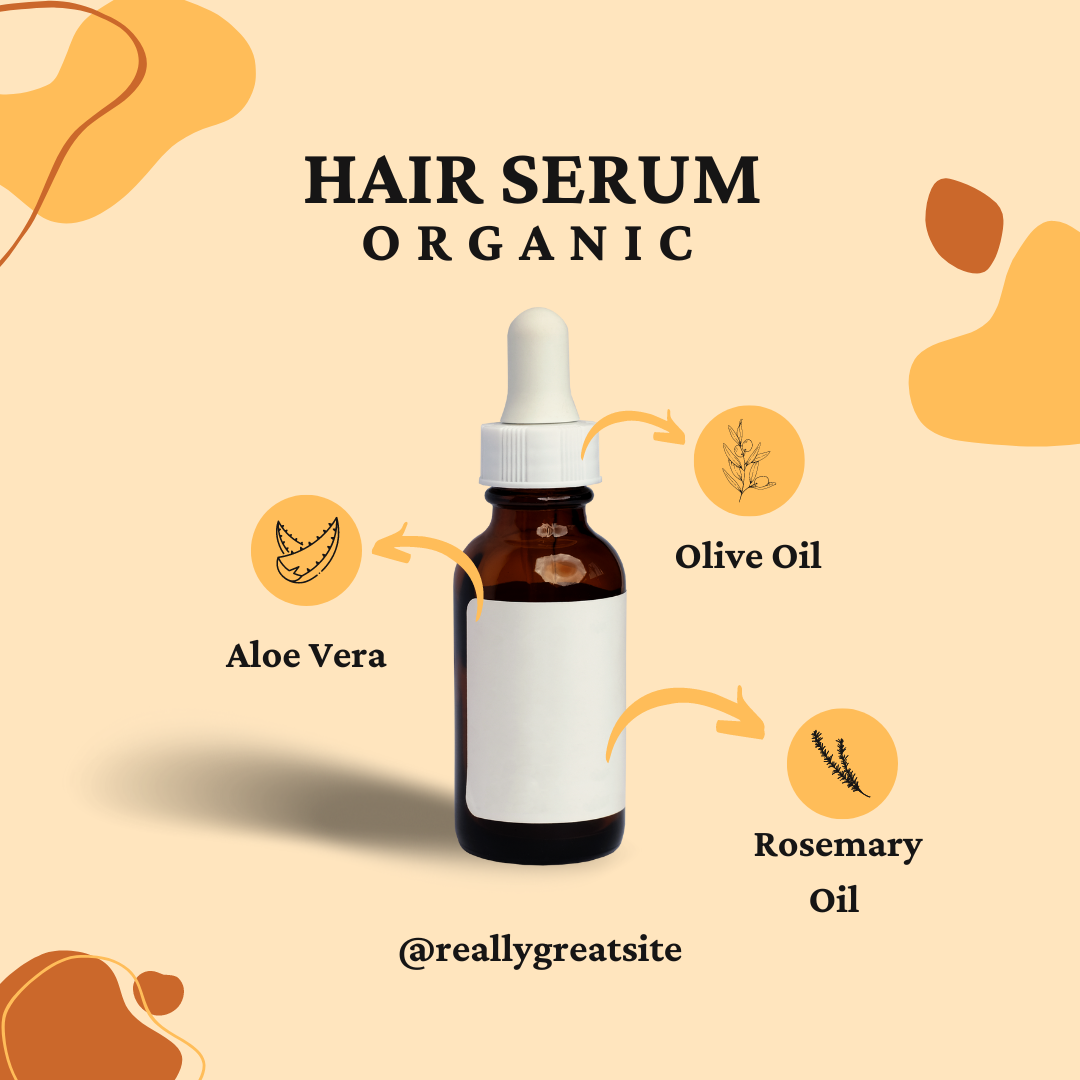 HAIR SERUM
ORGANIC
Olive Oil
Aloe Vera
Rosemary
Oil
@reallygreatsite